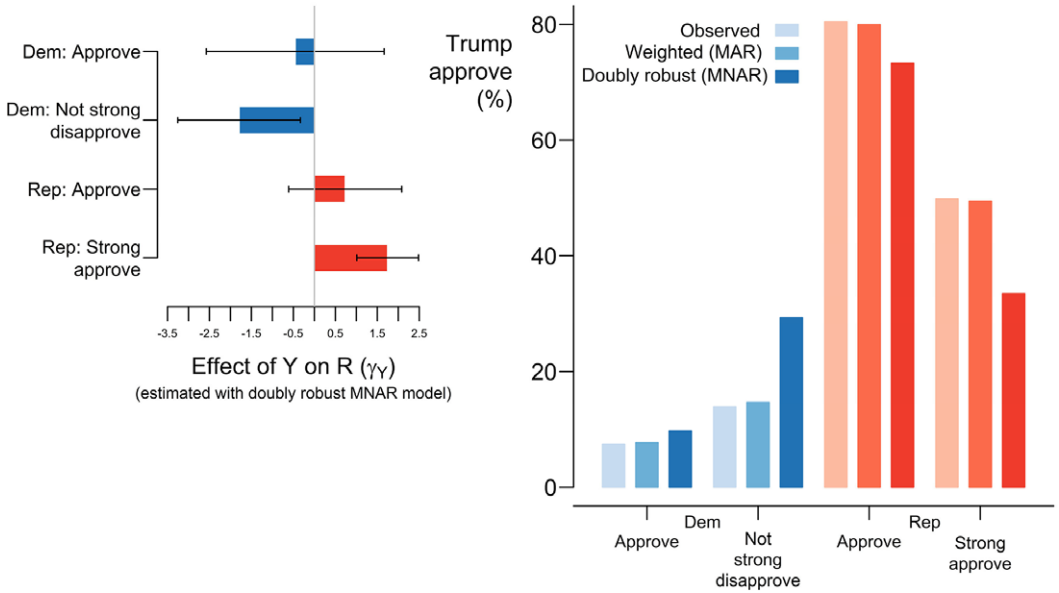 Dem: Approve
Dem: Not strong
disapprove
Rep: Approve
Rep: Strong
approve
-3.5 -2.5 -1.5 -0.5 0.5 1.5 2.5
Effect of Y on R (γY)
(estimated with doubly robust MNAR model)
Trump
approve
(%)
Observed
Weighted (MAR)
Doubly robust (MNAR)
80
60
40
20
0
Dem Rep
Approve Not Approve Strong
strong approve
disapprove